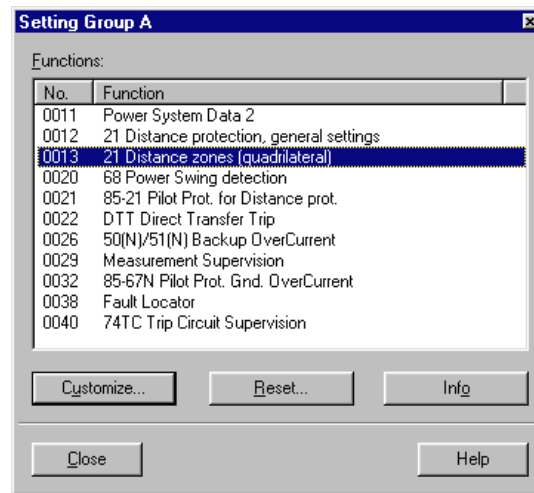 Setting Group A
Functions:
No. Function
0011 Power System Data 2
0012 21 Distance protection, general settings
0013 21 Distance zones (quadrilateral)
0020 68 Power Swing detection
0021 85-21 Pilot Prot. for Distance prot.
0022 DTT Direct Transfer Trip
0026 50(N)/51(N) Backup OverCurrent
0029 Measurement Supervision
0032 85-67N Pilot Prot. Gnd. OverCurrent
0038 Fault Locator
0040 74TC Trip Circuit Supervision
Customize... Reset... Info
Close Help